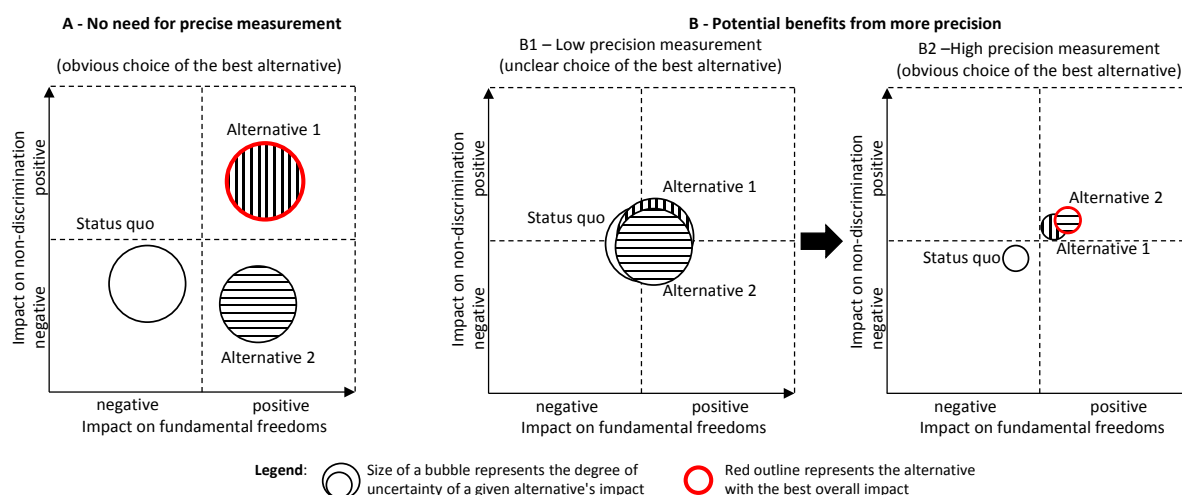 A - No need for precise measurement
(obvious choice of the best alternative)
Impact on non-discrimination
negative
positive
Alternative 1
Status quo
Alternative 2
negative
positive
Impact on fundamental freedoms
B - Potential benefits from more precision
B1 – Low precision measurement
(unclear choice of the best alternative)
Impact on non-discrimination
negative
positive
Alternative 1
Status quo
Alternative 2
negative
positive
Impact on fundamental freedoms
B2 –High precision measurement
(obvious choice of the best alternative)
Impact on non-discrimination
negative
positive
Alternative 2
Alternative 1
Status quo
negative
positive
Impact on fundamental freedoms
Legend:
Size of a bubble represents the degree of
uncertainty of a given alternative's impact
Red outline represents the alternative
with the best overall impact